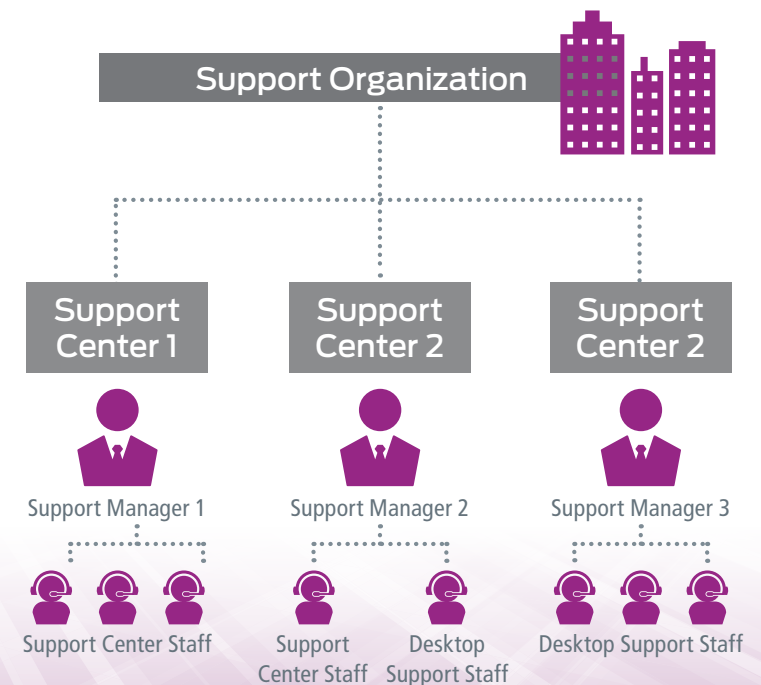 Support Organization
Support
Center 1
Support
Center 2
Support
Center 2
Support Manager 1
Support Manager 2
Support Manager 3
Support Center Staff
Support
Center Staff
Desktop
Support Staff
Desktop Support Staff